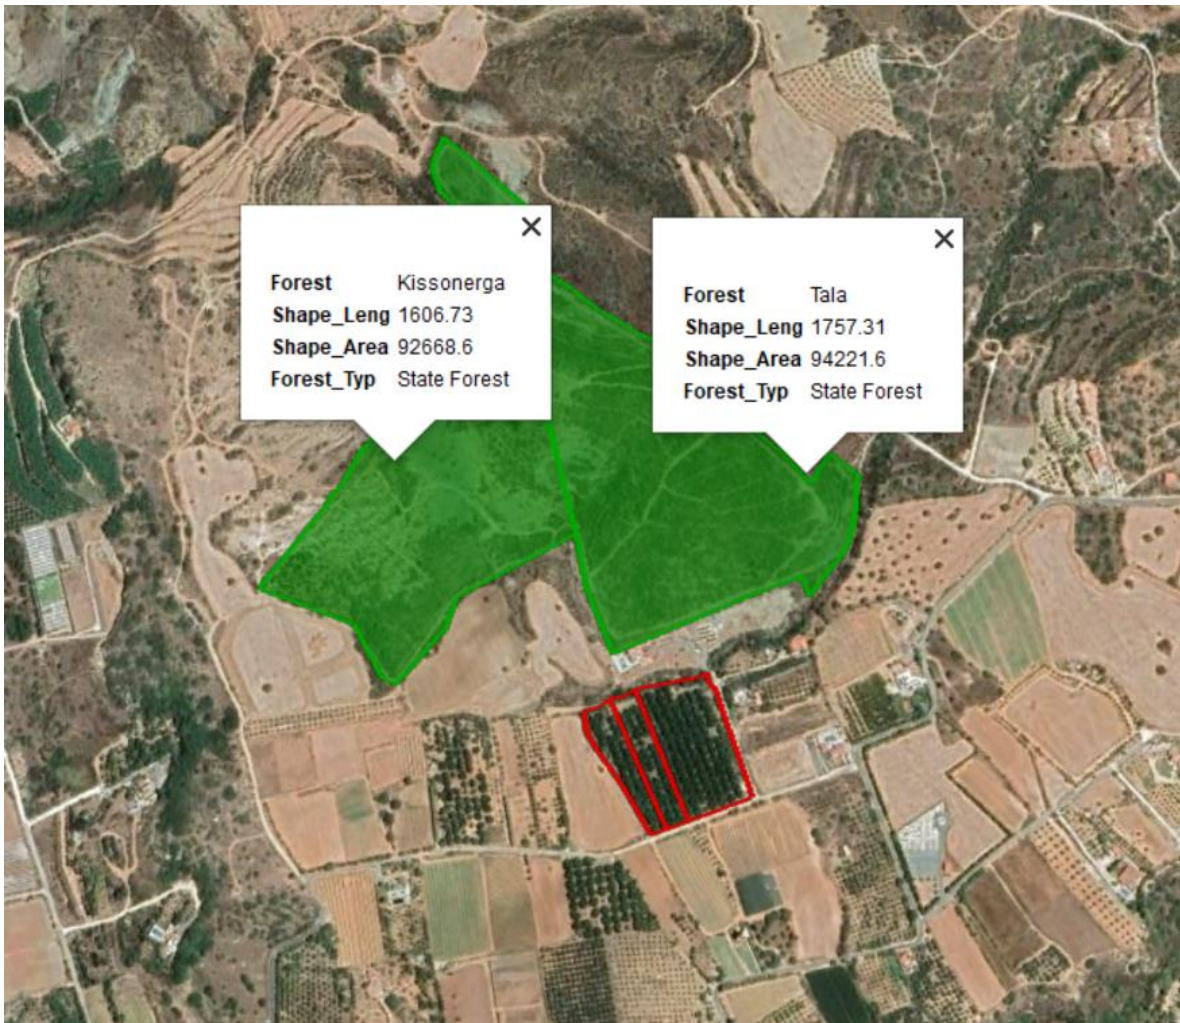 Forest Kissonerga
Shape_Leng 1606.73
Shape_Area 92668.6
Forest_Typ State Forest
Forest Tala
Shape_Leng 1757.31
Shape_Area 94221.6
Forest_Typ State Forest